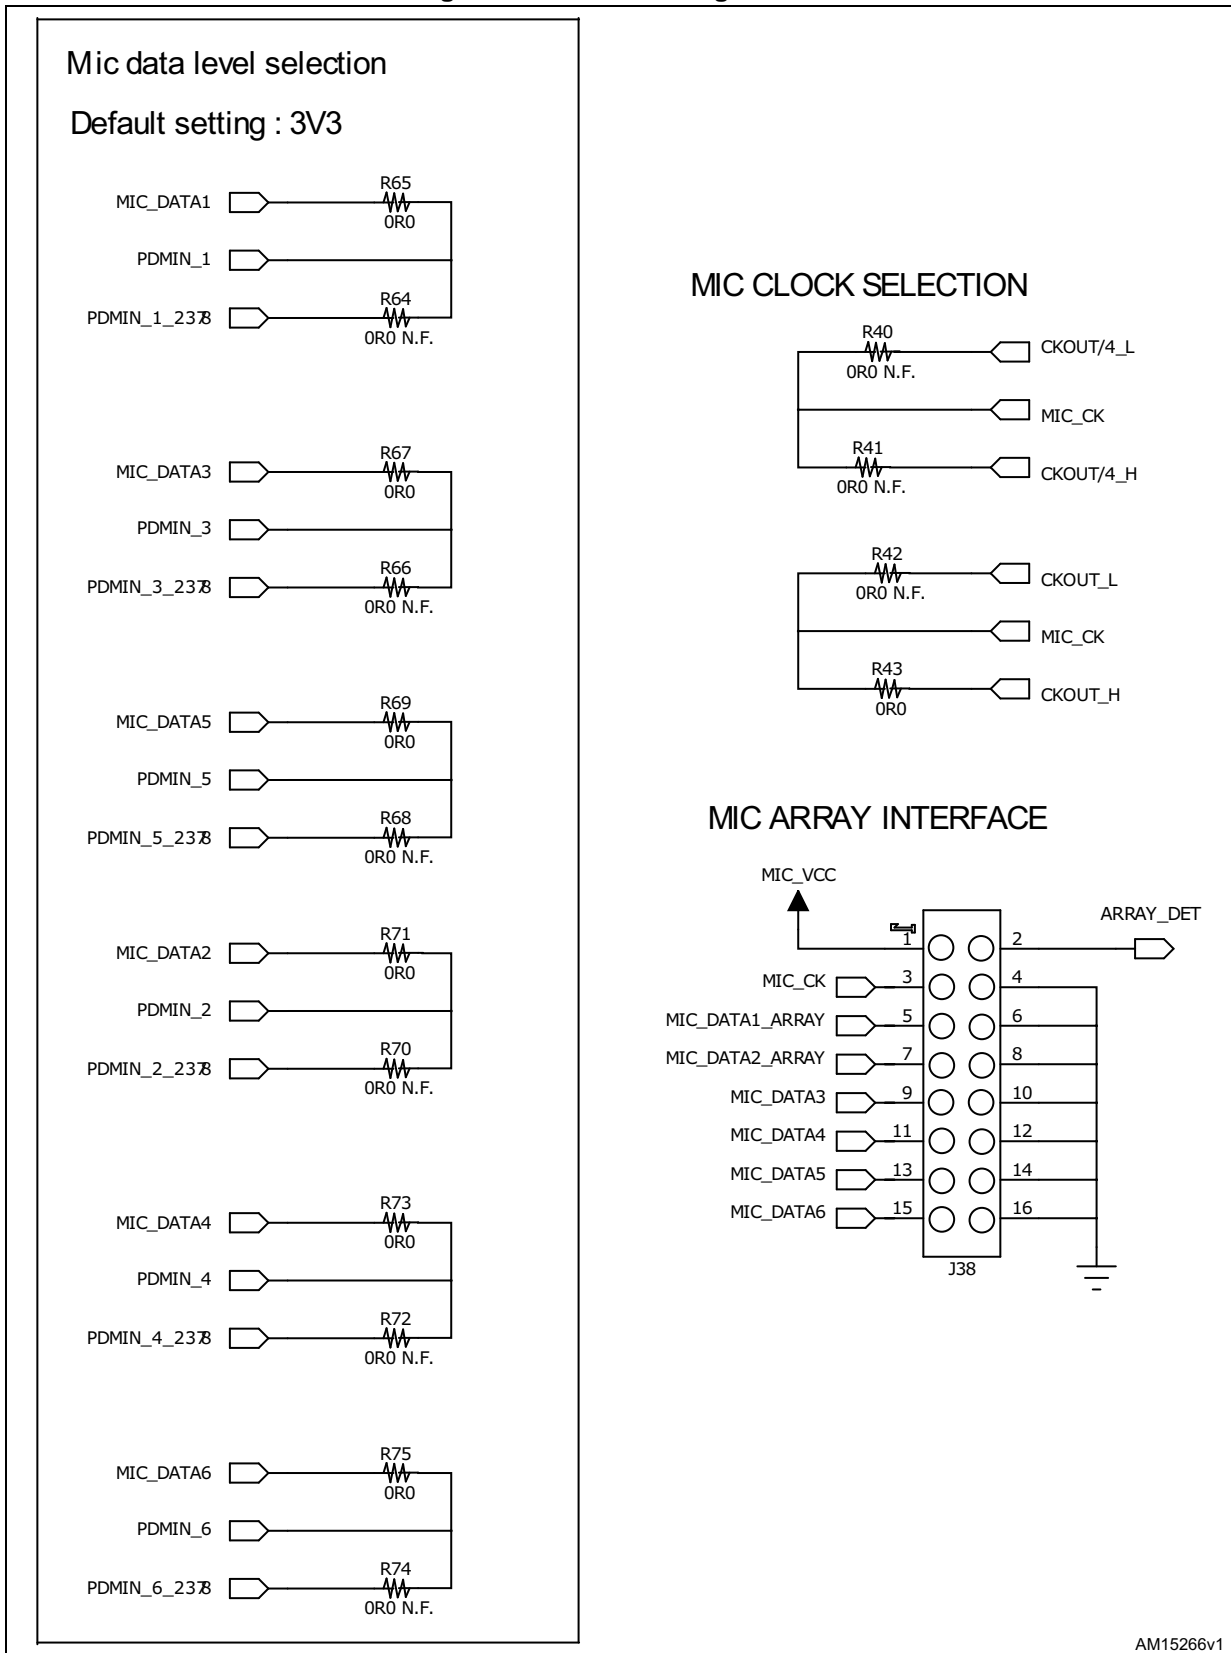 Mic data level selection
Default setting : 3V3
R65
MIC_DATA1
0R0
PDMIN_1
R64
PDMIN_1_2378
0R0 N.F.
R67
MIC_DATA3
0R0
PDMIN_3
R66
PDMIN_3_2378
0R0 N.F.
R69
MIC_DATA5
0R0
PDMIN_5
R68
PDMIN_5_2378
0R0 N.F.
R71
MIC_DATA2
0R0
PDMIN_2
R70
PDMIN_2_2378
0R0 N.F.
R73
MIC_DATA4
0R0
PDMIN_4
R72
PDMIN_4_2378
0R0 N.F.
R75
MIC_DATA6
0R0
PDMIN_6
R74
PDMIN_6_2378
0R0 N.F.
MIC CLOCK SELECTION
R40
CKOUT/4_L
0R0 N.F.
MIC_CK
R41
CKOUT/4_H
0R0 N.F.
R42
CKOUT_L
0R0 N.F.
MIC_CK
R43
CKOUT_H
0R0
MIC ARRAY INTERFACE
MIC_VCC
ARRAY_DET
1 2
MIC_CK 3 4
MIC_DATA1_ARRAY 5 6
MIC_DATA2_ARRAY 7 8
MIC_DATA3 9 10
MIC_DATA4 11 12
MIC_DATA5 13 14
MIC_DATA6 15 16
J38
AM15266v1